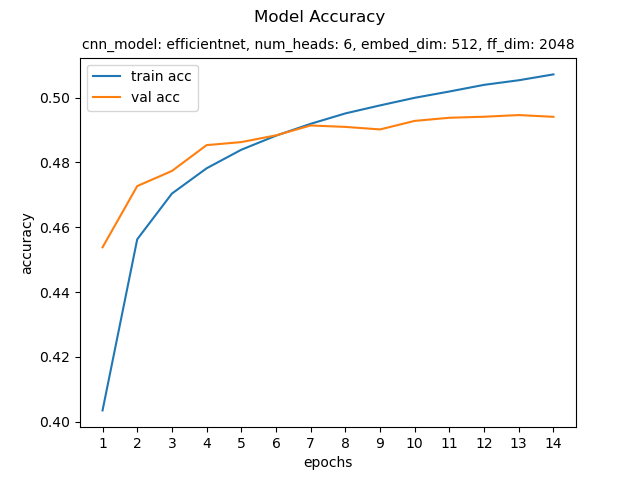 Model Accuracy
cnn_model: efficientnet, num_heads: 6, embed_dim: 512, ff_dim: 2048
train acc
val acc
0.50
0.48
0.46
0.44
0.42
0.40
accuracy
1 2 3 4 5 6 7 8 9 10 11 12 13 14
epochs